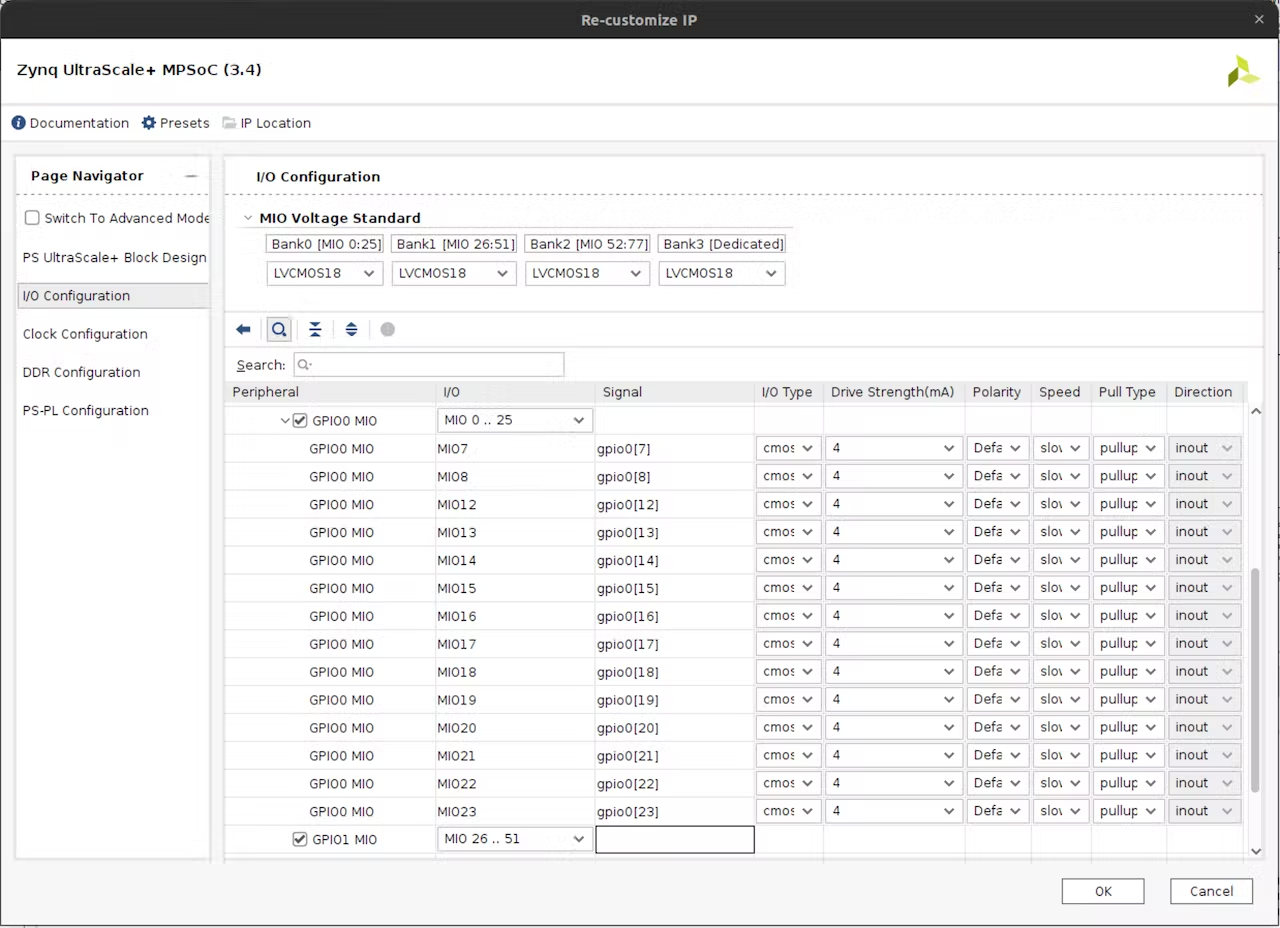 Re-customize IP
Zynq UltraScale+ MPSoC (3.4)
Documentation Presets IP Location
Page Navigator
Switch To Advanced Mode
PS UltraScale+ Block Design
I/O Configuration
Clock Configuration
DDR Configuration
PS-PL Configuration
I/O Configuration
MIO Voltage Standard
Bank0 [MIO 0:25] Bank1 [MIO 26:51] Bank2 [MIO 52:77] Bank3 [Dedicated]
LVCMOS18 LVCMOS18 LVCMOS18 LVCMOS18
Search:
Peripheral I/O Signal I/O Type Drive Strength(mA) Polarity Speed Pull Type Direction
GPIO0 MIO MIO 0 .. 25
GPIO0 MIO MIO7 gpio0[7] cmos 4 Defa slov pullup inout
GPIO0 MIO MIO8 gpio0[8] cmos 4 Defa slov pullup inout
GPIO0 MIO MIO12 gpio0[12] cmos 4 Defa slov pullup inout
GPIO0 MIO MIO13 gpio0[13] cmos 4 Defa slov pullup inout
GPIO0 MIO MIO14 gpio0[14] cmos 4 Defa slov pullup inout
GPIO0 MIO MIO15 gpio0[15] cmos 4 Defa slov pullup inout
GPIO0 MIO MIO16 gpio0[16] cmos 4 Defa slov pullup inout
GPIO0 MIO MIO17 gpio0[17] cmos 4 Defa slov pullup inout
GPIO0 MIO MIO18 gpio0[18] cmos 4 Defa slov pullup inout
GPIO0 MIO MIO19 gpio0[19] cmos 4 Defa slov pullup inout
GPIO0 MIO MIO20 gpio0[20] cmos 4 Defa slov pullup inout
GPIO0 MIO MIO21 gpio0[21] cmos 4 Defa slov pullup inout
GPIO0 MIO MIO22 gpio0[22] cmos 4 Defa slov pullup inout
GPIO0 MIO MIO23 gpio0[23] cmos 4 Defa slov pullup inout
GPIO1 MIO MIO 26 .. 51
OK Cancel